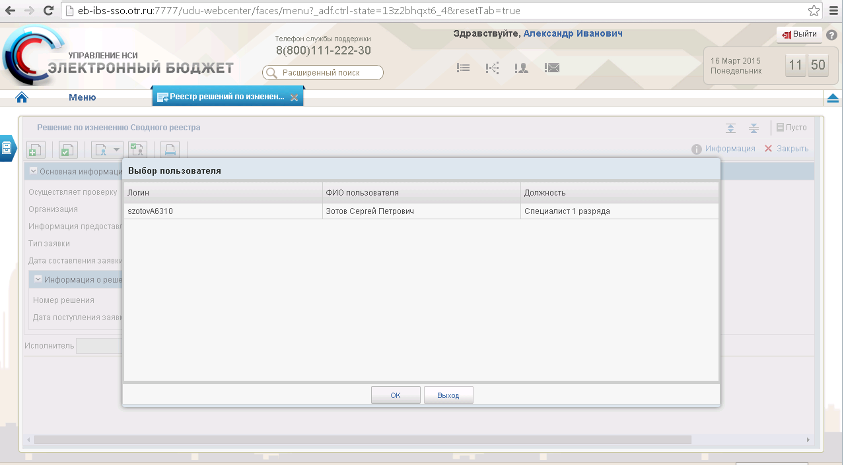 eb-ibs-sso.otr.ru:7777/udu-webcenter/faces/menu?_adf.ctrl-state=13z2bhqxt6_4&resetTab=true
УПРАВЛЕНИЕ НСИ
ЭЛЕКТРОННЫЙ БЮДЖЕТ
Телефон службы поддержки
8(800)111-222-30
Расширенный поиск
Здравствуйте, Александр Иванович
Выйти
16 Март 2015
Понедельник
11 50
Меню
Реестр решений по изменен...
Решение по изменению Сводного реестра
Пусто
Информация
Закрыть
Основная информаци
Осуществляет проверку
Организация
Информация предоставл
Тип заявки
Дата составления заявки
Информация о реше
Номер решения
Дата поступления заявк
Исполнитель
Выбор пользователя
Логин ФИО пользователя Должность
szotovA6310 Зотов Сергей Петрович Специалист 1 разряда
ОК
Выход